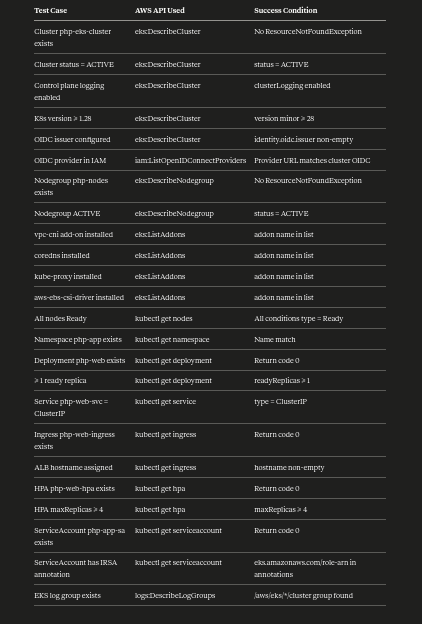 Test Case AWS API Used Success Condition
Cluster php-eks-cluster eks:DescribeCluster No ResourceNotFoundException
exists
Cluster status = ACTIVE eks:DescribeCluster status = ACTIVE
Control plane logging eks:DescribeCluster clusterLogging enabled
enabled
K8s version ≥ 1.28 eks:DescribeCluster version minor ≥ 28
OIDC issuer configured eks:DescribeCluster identity.oidc.issuer non-empty
OIDC provider in IAM iam:ListOpenIDConnectProviders Provider URL matches cluster OIDC
Nodegroup php-nodes eks:DescribeNodegroup No ResourceNotFoundException
exists
Nodegroup ACTIVE eks:DescribeNodegroup status = ACTIVE
vpc-cni add-on installed eks:ListAddons addon name in list
coredns installed eks:ListAddons addon name in list
kube-proxy installed eks:ListAddons addon name in list
aws-ebs-csi-driver installed eks:ListAddons addon name in list
All nodes Ready kubectl get nodes All conditions type = Ready
Namespace php-app exists kubectl get namespace Name match
Deployment php-web exists kubectl get deployment Return code 0
≥ 1 ready replica kubectl get deployment readyReplicas ≥ 1
Service php-web-svc = kubectl get service type = ClusterIP
ClusterIP
Ingress php-web-ingress kubectl get ingress Return code 0
exists
ALB hostname assigned kubectl get ingress hostname non-empty
HPA php-web-hpa exists kubectl get hpa Return code 0
HPA maxReplicas ≥ 4 kubectl get hpa maxReplicas ≥ 4
ServiceAccount php-app-sa kubectl get serviceaccount Return code 0
exists
ServiceAccount has IRSA kubectl get serviceaccount eks.amazonaws.com/role-arn in
annotation annotations
EKS log group exists logs:DescribeLogGroups /aws/eks/*/cluster group found